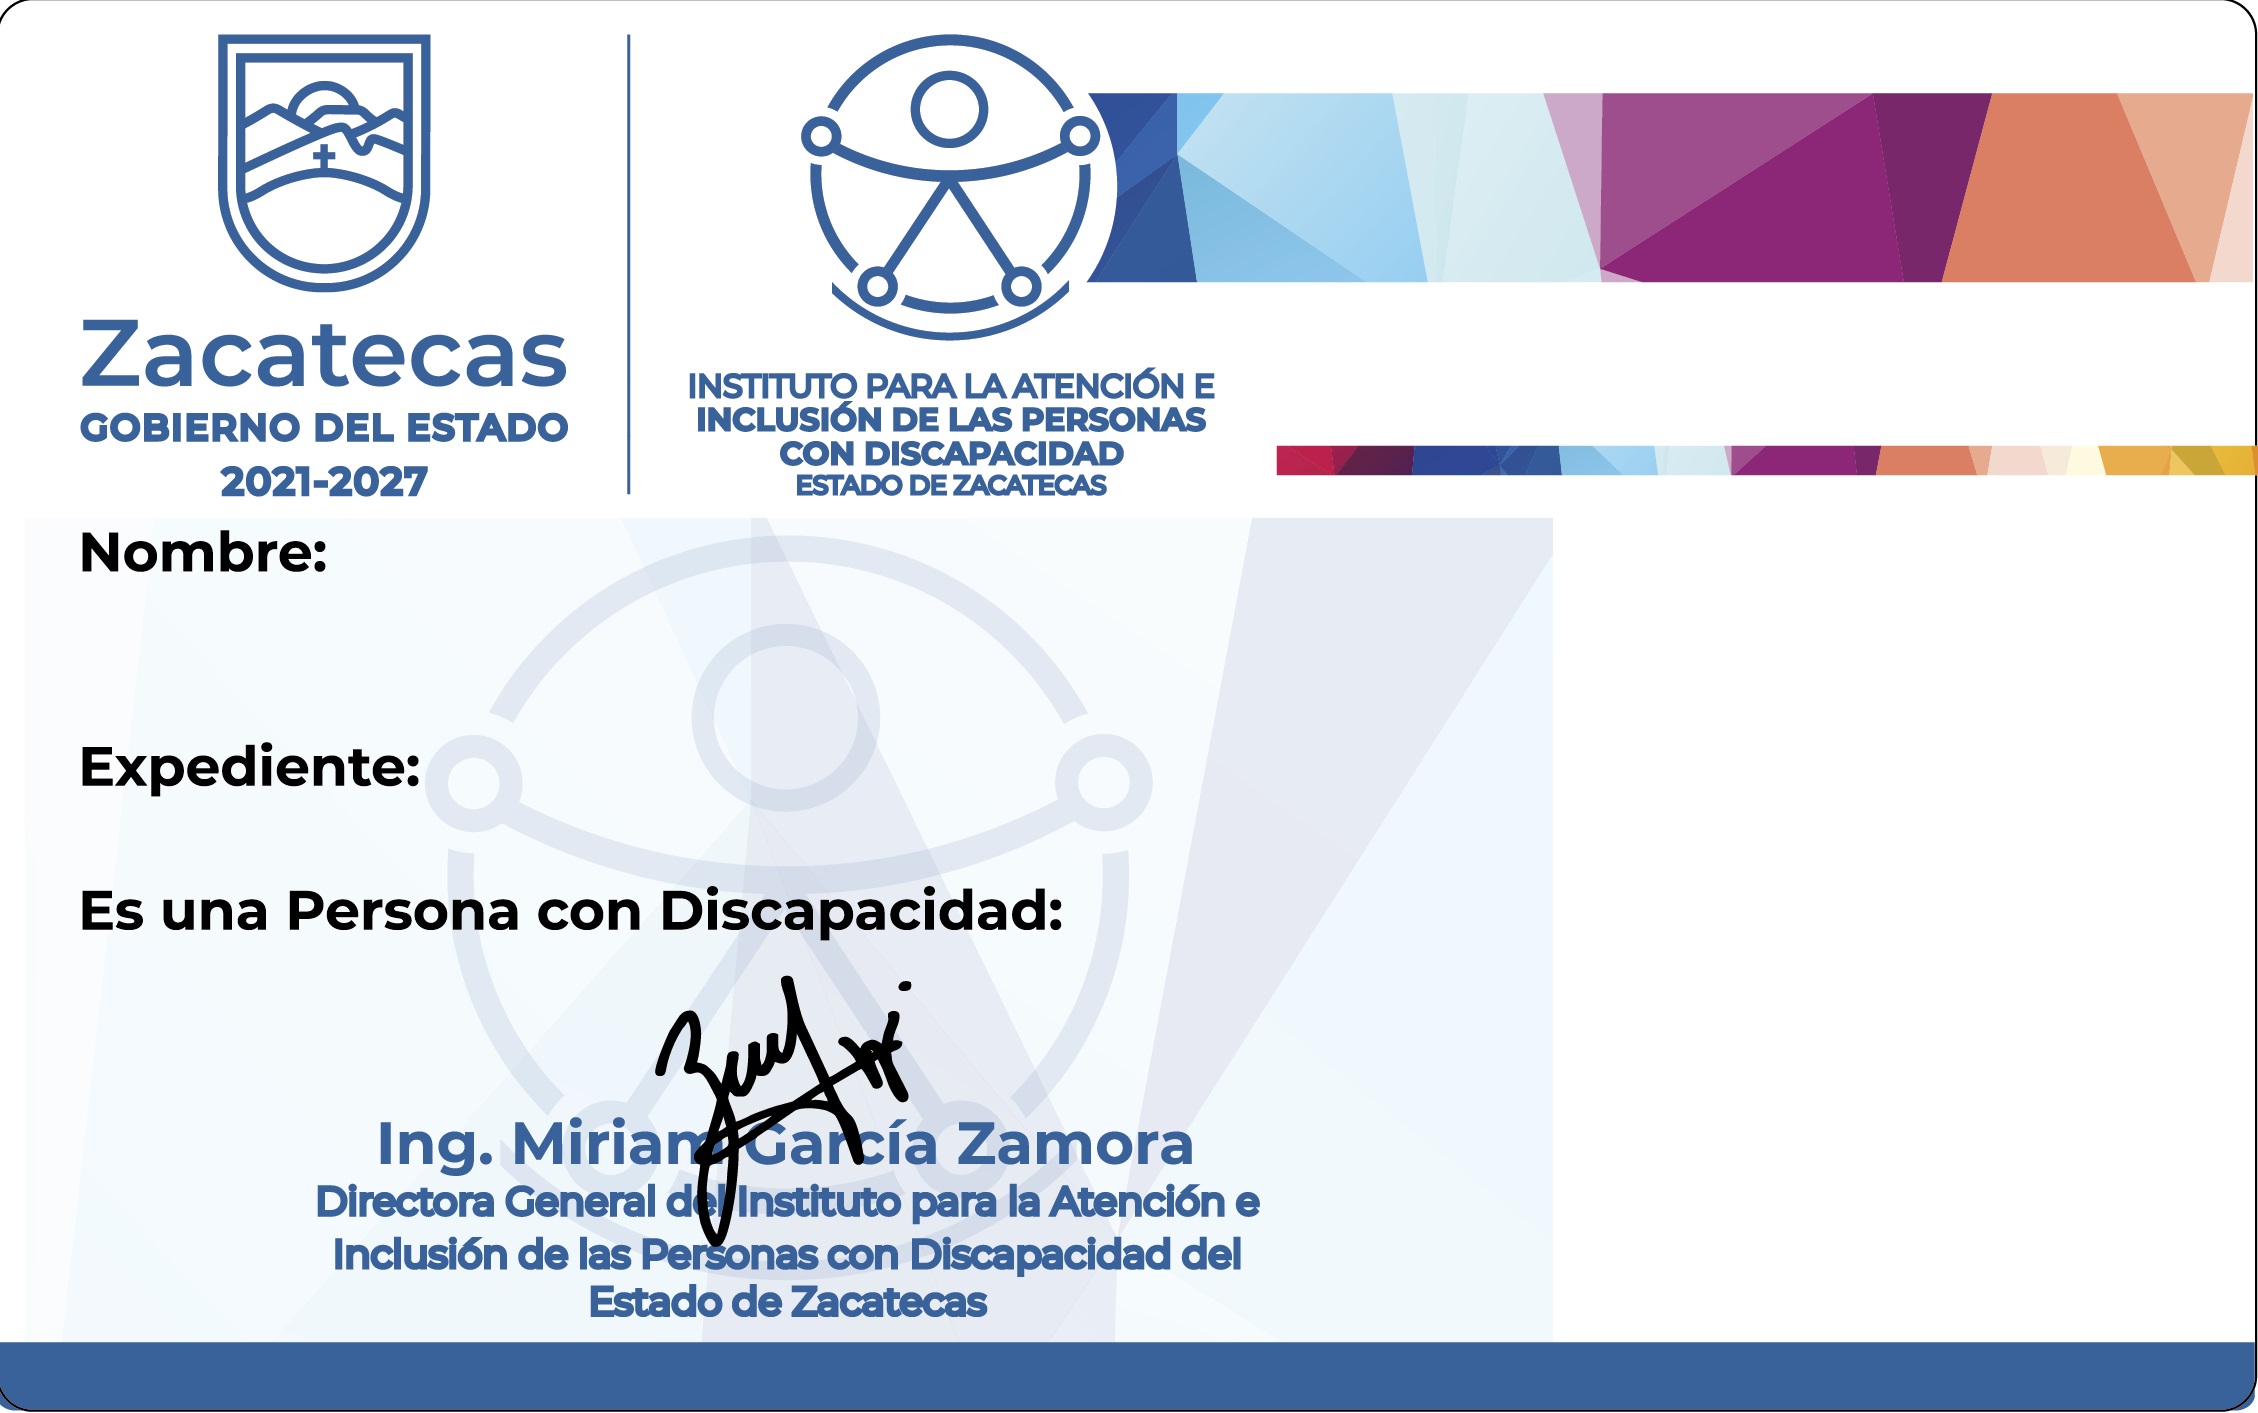 Zacatecas
GOBIERNO DEL ESTADO
2021-2027
INSTITUTO PARA LA ATENCIÓN E
INCLUSIÓN DE LAS PERSONAS
CON DISCAPACIDAD
ESTADO DE ZACATECAS
Nombre:
Expediente:
Es una Persona con Discapacidad:
Ing. Miriam García Zamora
Directora General del Instituto para la Atención e
Inclusión de las Personas con Discapacidad del
Estado de Zacatecas